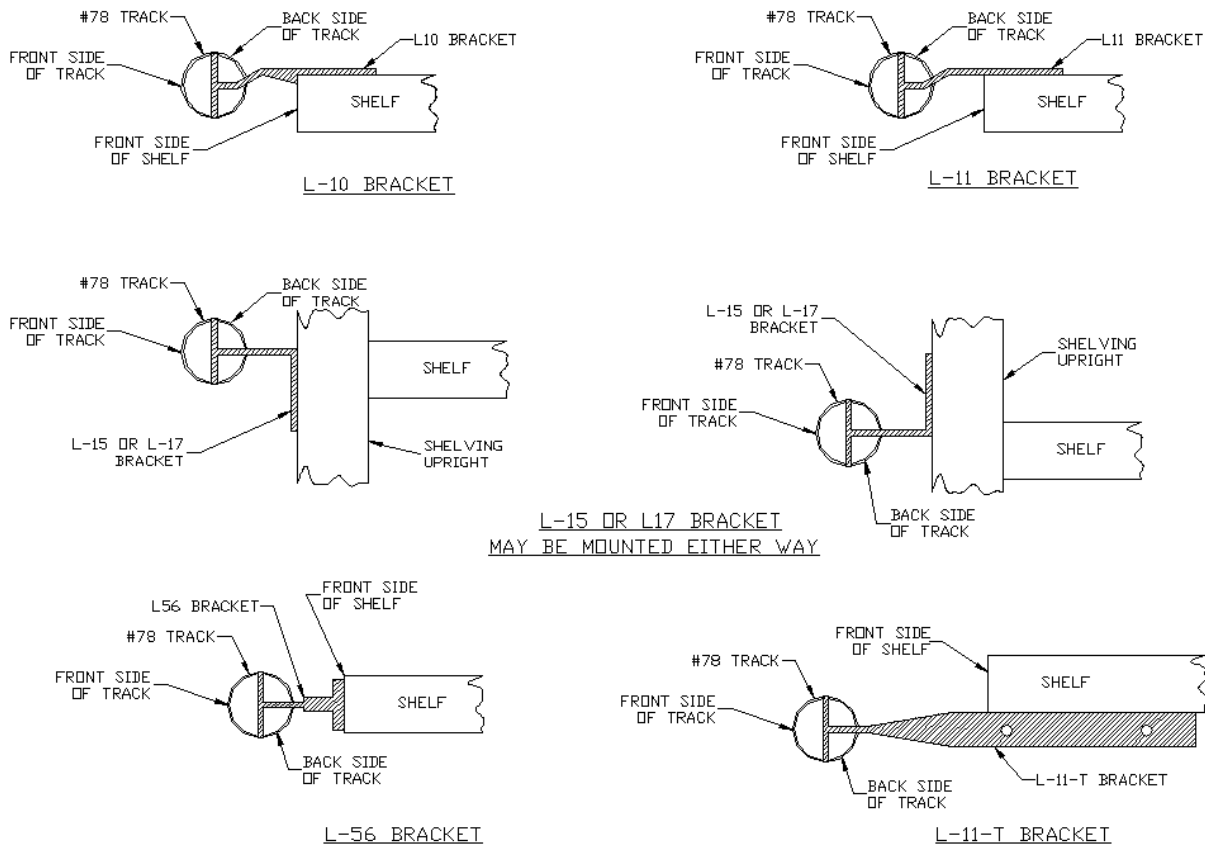 #78 TRACK
BACK SIDE
OF TRACK
L10 BRACKET
FRONT SIDE
OF TRACK
SHELF
FRONT SIDE
OF SHELF
L-10 BRACKET
#78 TRACK
BACK SIDE
OF TRACK
L11 BRACKET
FRONT SIDE
OF TRACK
SHELF
FRONT SIDE
OF SHELF
L-11 BRACKET
#78 TRACK
BACK SIDE
OF TRACK
FRONT SIDE
OF TRACK
SHELF
L-15 OR L-17
BRACKET
SHELVING
UPRIGHT
L-15 OR L-17
BRACKET
SHELVING
UPRIGHT
#78 TRACK
FRONT SIDE
OF TRACK
SHELF
BACK SIDE
OF TRACK
L-15 OR L17 BRACKET
MAY BE MOUNTED EITHER WAY
FRONT SIDE
OF SHELF
L56 BRACKET
#78 TRACK
FRONT SIDE
OF TRACK
SHELF
BACK SIDE
OF TRACK
L-56 BRACKET
FRONT SIDE
OF SHELF
#78 TRACK
SHELF
FRONT SIDE
OF TRACK
L-11-T BRACKET
BACK SIDE
OF TRACK
L-11-T BRACKET